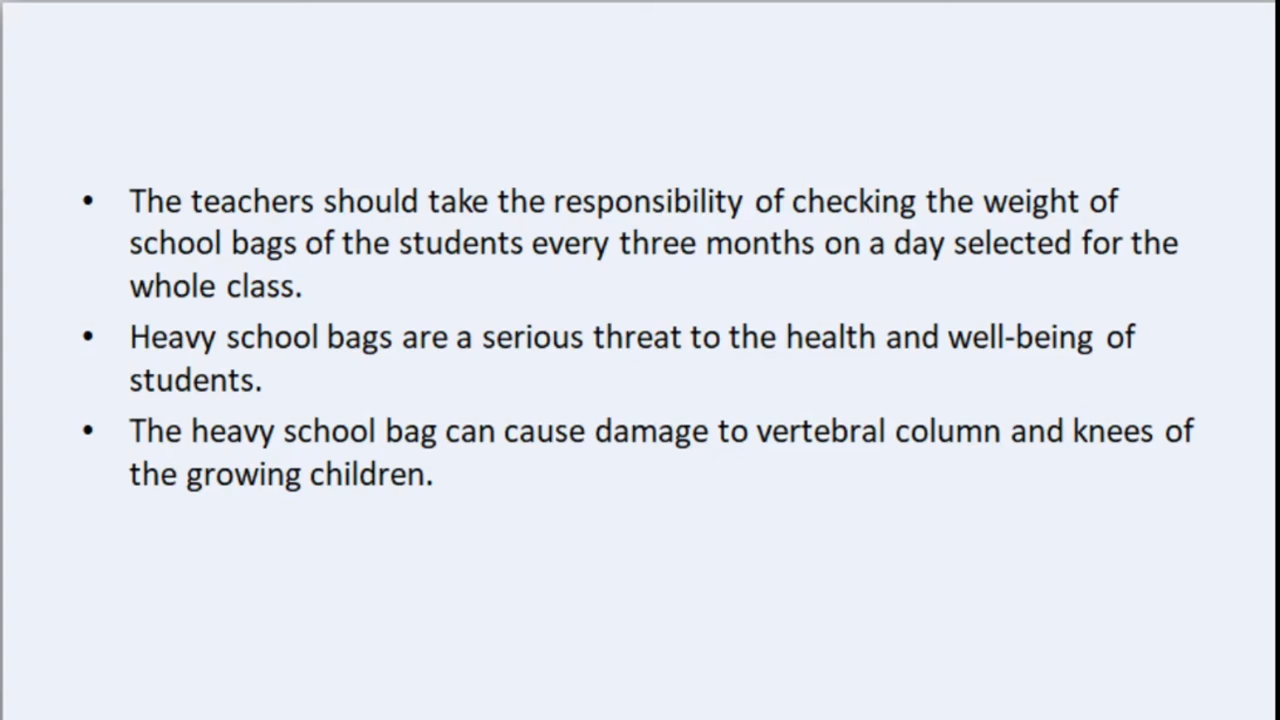 • The teachers should take the responsibility of checking the weight of
school bags of the students every three months on a day selected for the
whole class.
• Heavy school bags are a serious threat to the health and well-being of
students.
• The heavy school bag can cause damage to vertebral column and knees of
the growing children.